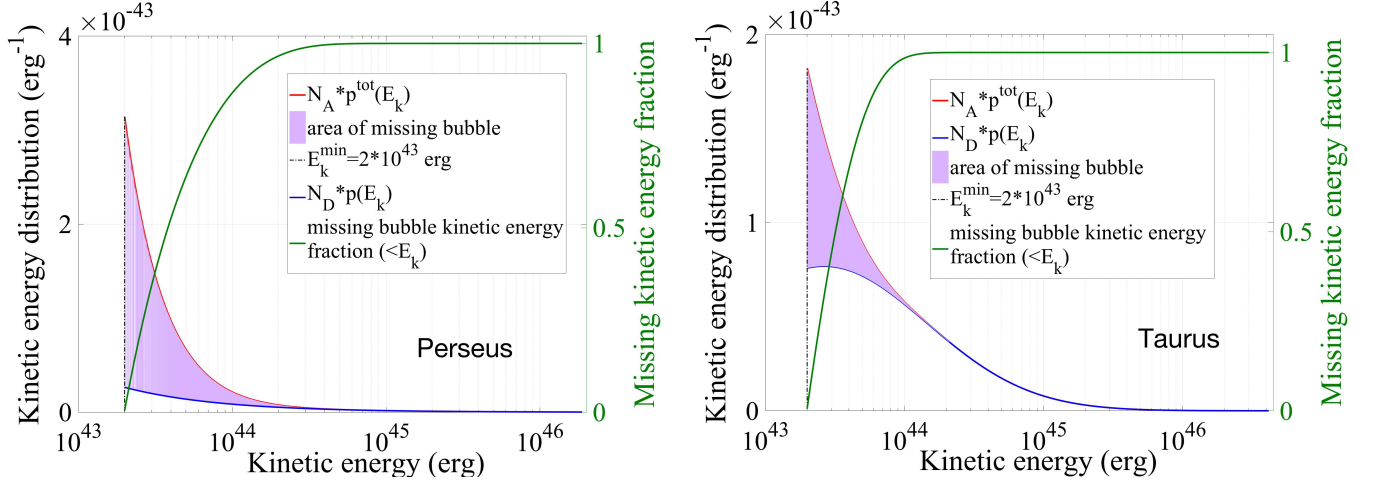 ×10^-43
4
2
0
Kinetic energy distribution (erg^-1)
N_A*p^tot(E_k)
area of missing bubble
E_k^min=2*10^43 erg
N_D*p(E_k)
missing bubble kinetic energy
fraction (<E_k)
Perseus
1
0.5
0
Missing kinetic energy fraction
10^43
10^44
10^45
10^46
Kinetic energy (erg)
×10^-43
2
1
0
Kinetic energy distribution (erg^-1)
N_A*p^tot(E_k)
N_D*p(E_k)
area of missing bubble
E_k^min=2*10^43 erg
missing bubble kinetic energy
fraction (<E_k)
Taurus
1
0.5
0
Missing kinetic energy fraction
10^43
10^44
10^45
10^46
Kinetic energy (erg)